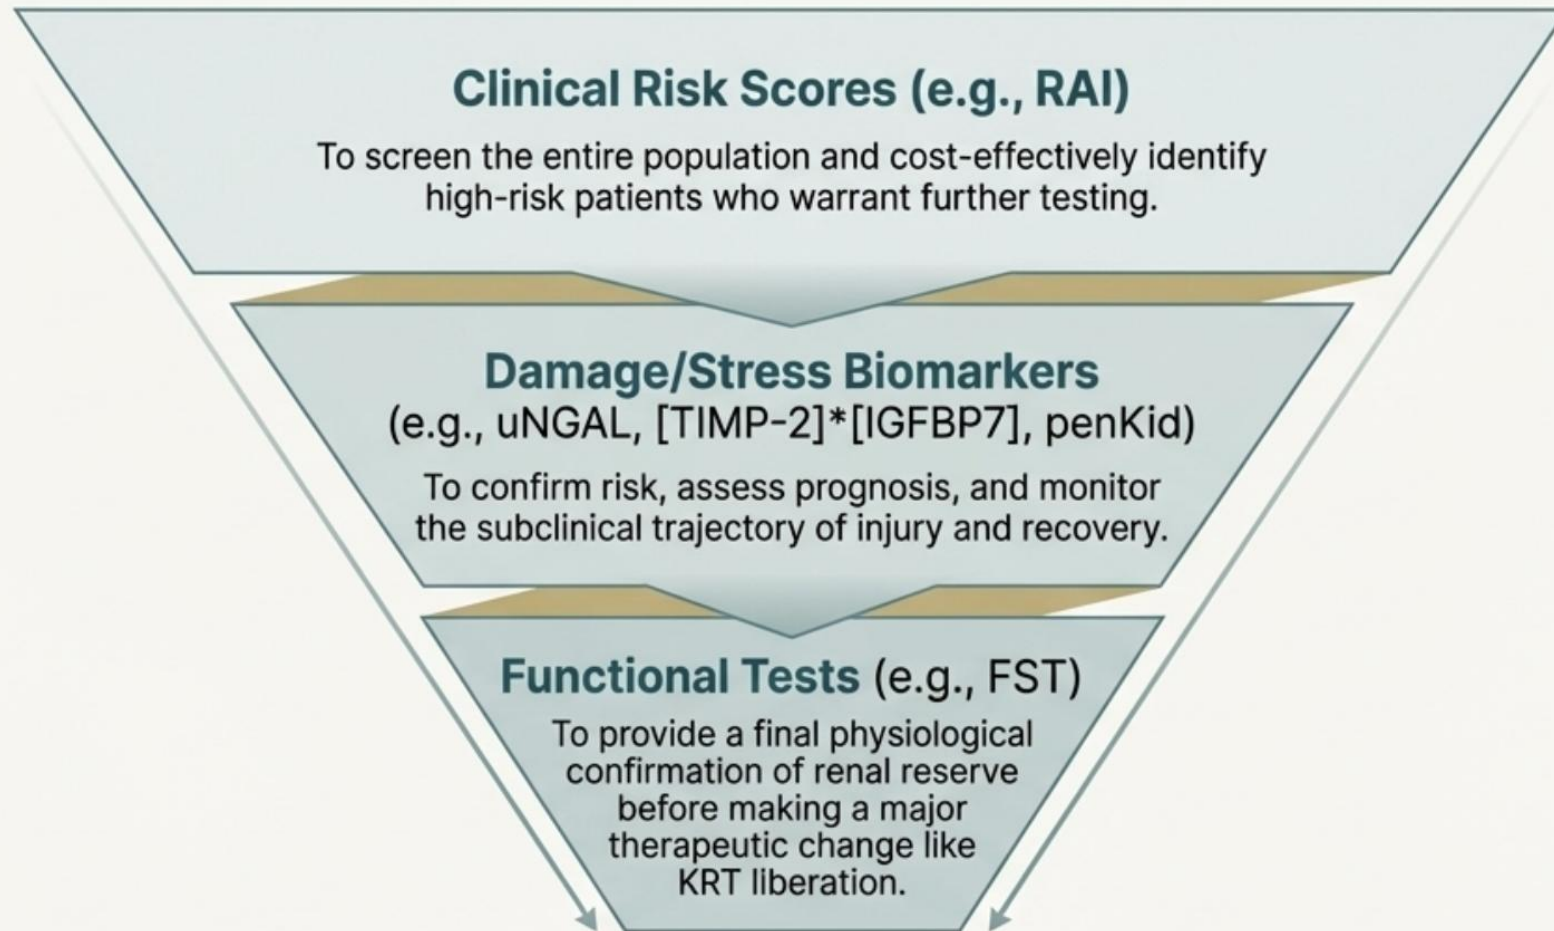 Clinical Risk Scores (e.g., RAI)
To screen the entire population and cost-effectively identify
high-risk patients who warrant further testing.
Damage/Stress Biomarkers
(e.g., uNGAL, [TIMP-2]*[IGFBP7], penKid)
To confirm risk, assess prognosis, and monitor
the subclinical trajectory of injury and recovery.
Functional Tests (e.g., FST)
To provide a final physiological
confirmation of renal reserve
before making a major
therapeutic change like
KRT liberation.